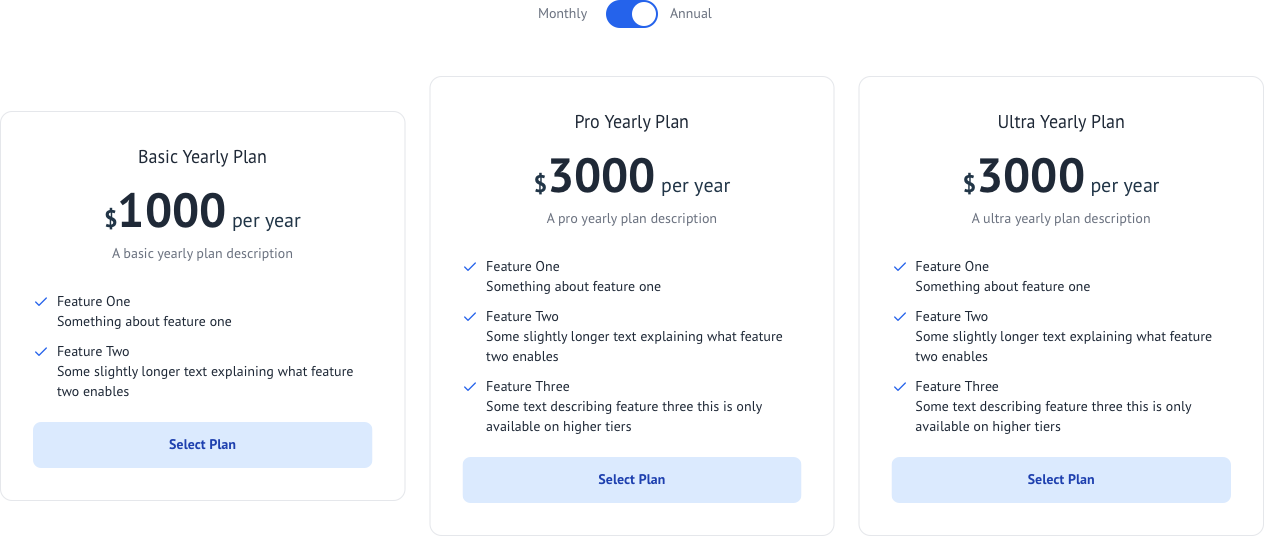 Monthly Annual
Basic Yearly Plan
$1000 per year
A basic yearly plan description
Feature One
Something about feature one
Feature Two
Some slightly longer text explaining what feature
two enables
Select Plan
Pro Yearly Plan
$3000 per year
A pro yearly plan description
Feature One
Something about feature one
Feature Two
Some slightly longer text explaining what feature
two enables
Feature Three
Some text describing feature three this is only
available on higher tiers
Select Plan
Ultra Yearly Plan
$3000 per year
A ultra yearly plan description
Feature One
Something about feature one
Feature Two
Some slightly longer text explaining what feature
two enables
Feature Three
Some text describing feature three this is only
available on higher tiers
Select Plan